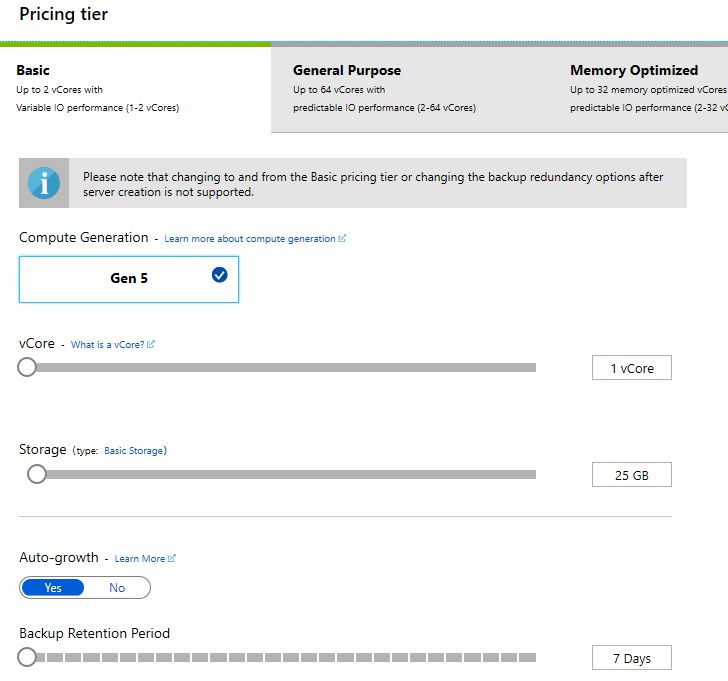 Pricing tier
Basic
Up to 2 vCores with
Variable IO performance (1-2 vCores)
General Purpose
Up to 64 vCores with
predictable IO performance (2-64 vCores)
Memory Optimized
Up to 32 memory optimized vCores
predictable IO performance (2-32
Please note that changing to and from the Basic pricing tier or changing the backup redundancy options after
server creation is not supported.
Compute Generation - Learn more about compute generation
Gen 5
vCore - What is a vCore?
1 vCore
Storage (type: Basic Storage)
25 GB
Auto-growth - Learn More
Yes No
Backup Retention Period
7 Days